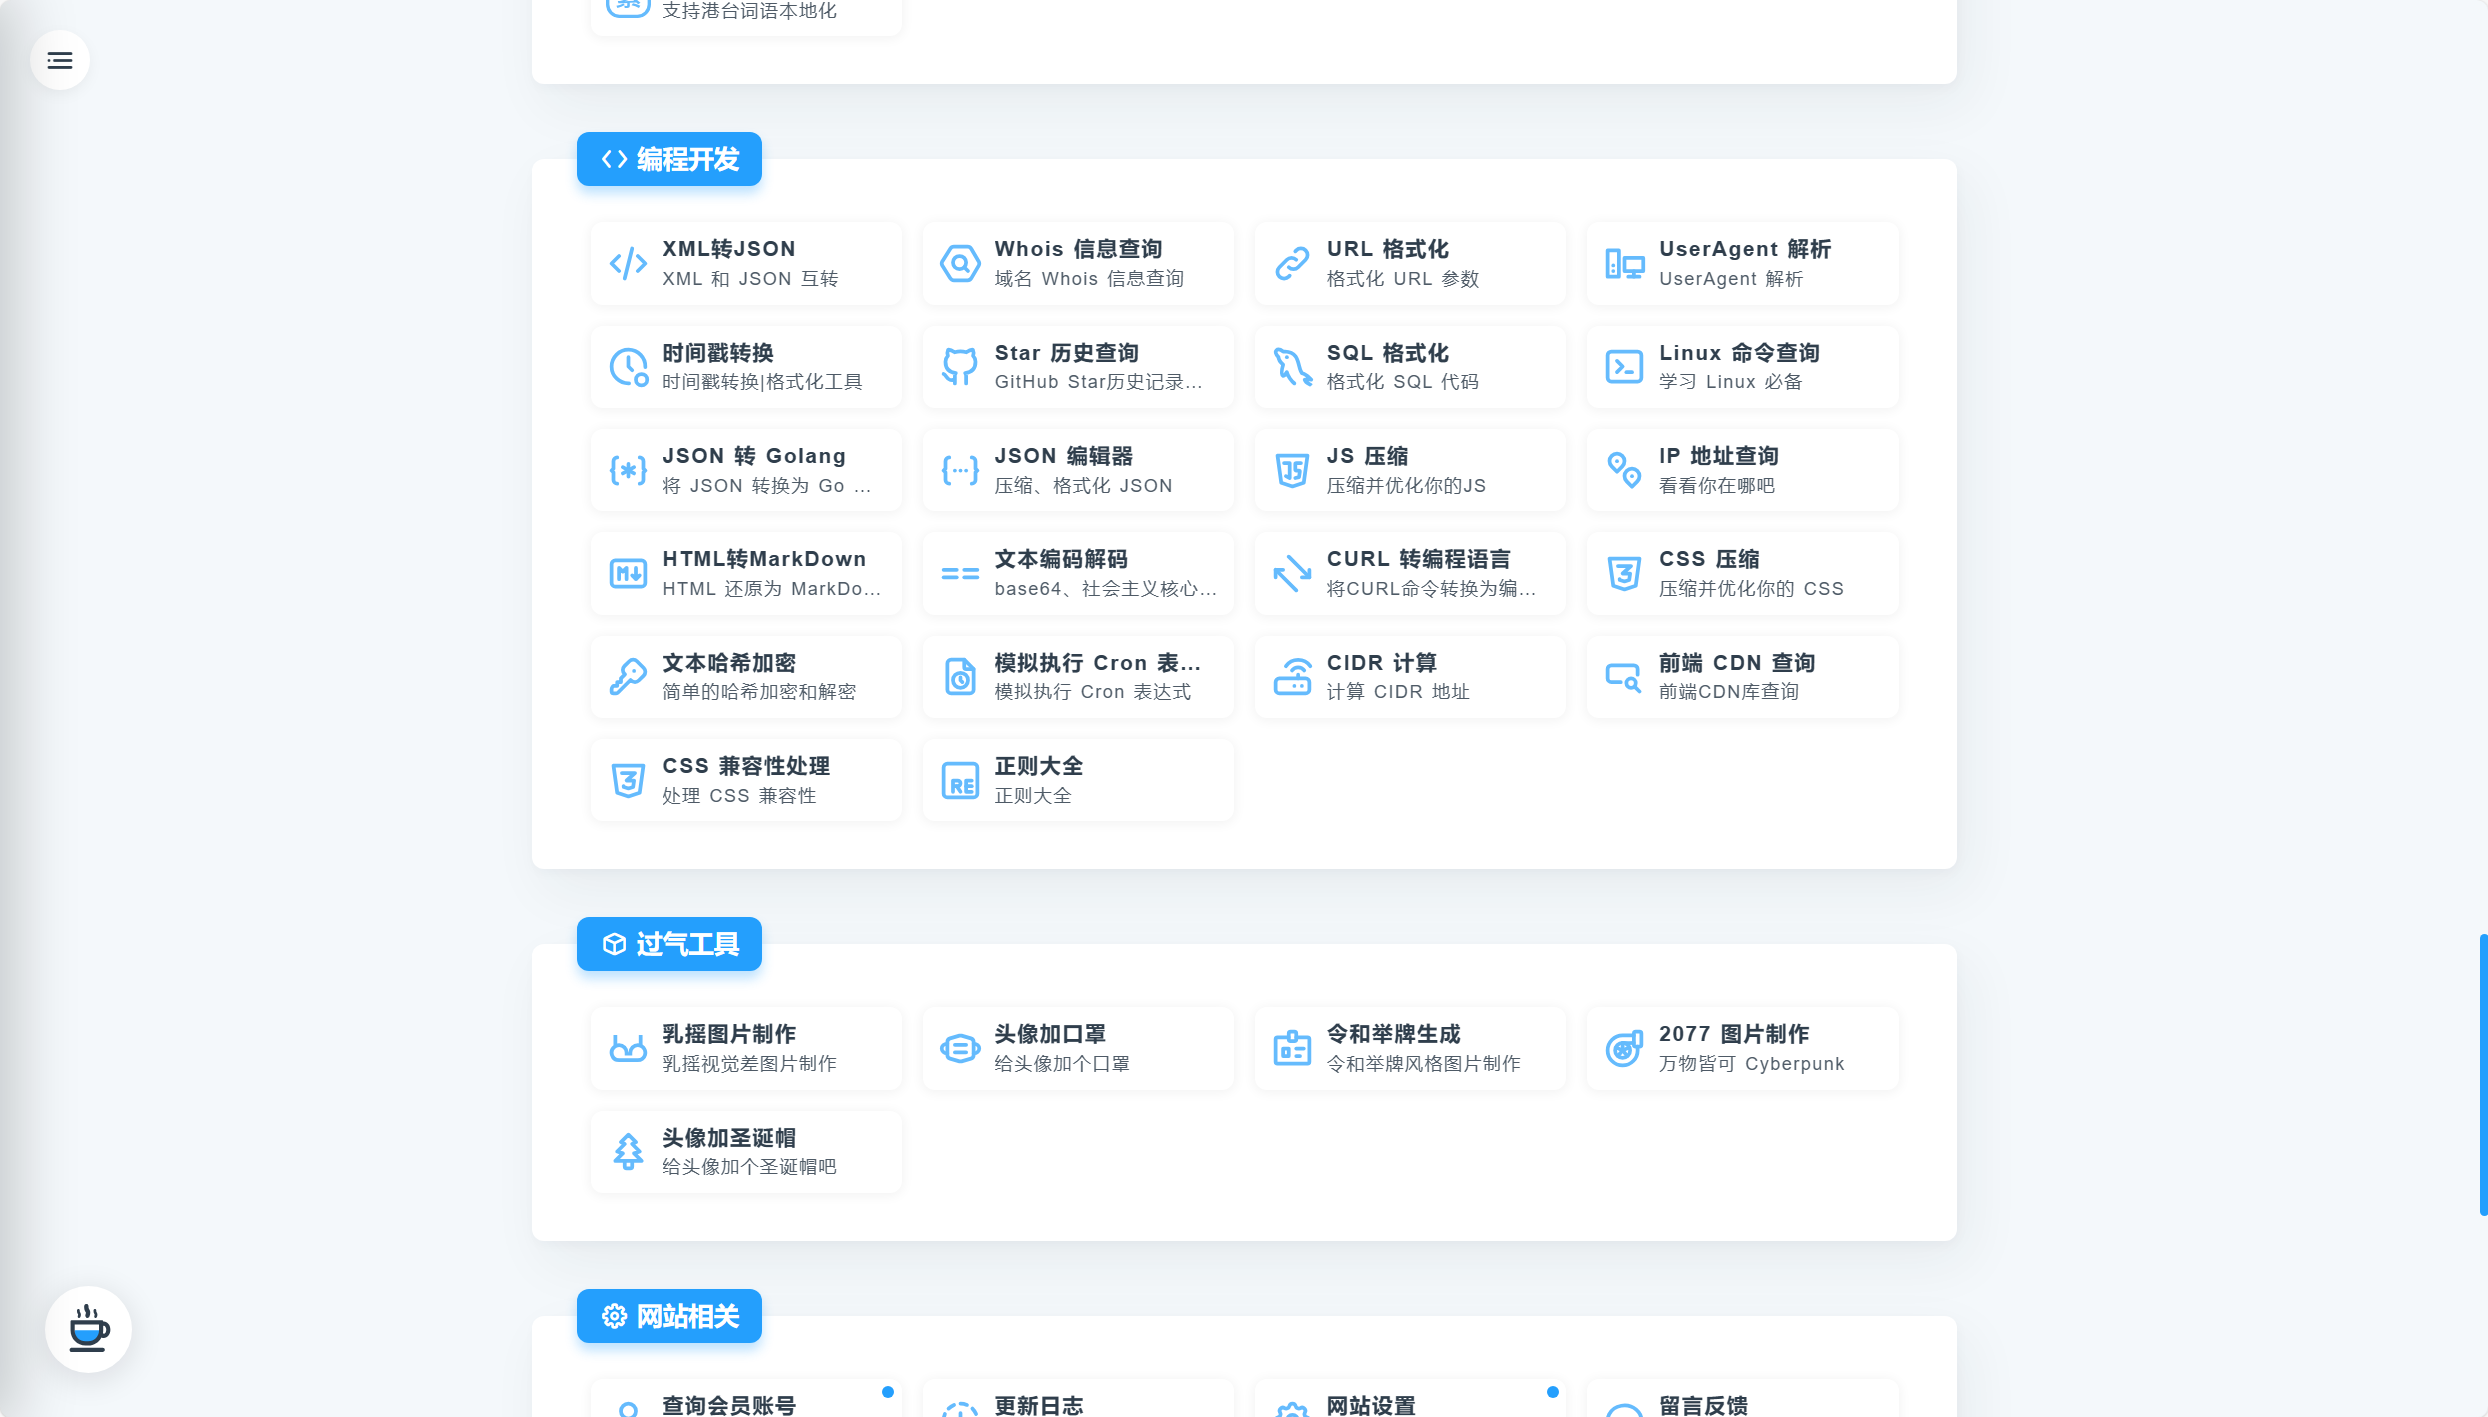 支持港台词语本地化
编程开发
XML转JSON
XML 和 JSON 互转
Whois 信息查询
域名 Whois 信息查询
URL 格式化
格式化 URL 参数
UserAgent 解析
UserAgent 解析
时间戳转换
时间戳转换|格式化工具
Star 历史查询
GitHub Star历史记录...
SQL 格式化
格式化 SQL 代码
Linux 命令查询
学习 Linux 必备
JSON 转 Golang
将 JSON 转换为 Go ...
JSON 编辑器
压缩、格式化 JSON
JS 压缩
压缩并优化你的JS
IP 地址查询
看看你在哪吧
HTML转MarkDown
HTML 还原为 MarkDo...
文本编码解码
base64、社会主义核心...
CURL 转编程语言
将CURL命令转换为编...
CSS 压缩
压缩并优化你的 CSS
文本哈希加密
简单的哈希加密和解密
模拟执行 Cron 表...
模拟执行 Cron 表达式
CIDR 计算
计算 CIDR 地址
前端 CDN 查询
前端CDN库查询
CSS 兼容性处理
处理 CSS 兼容性
正则大全
正则大全
过气工具
乳摇图片制作
乳摇视觉差图片制作
头像加口罩
给头像加个口罩
令和举牌生成
令和举牌风格图片制作
2077 图片制作
万物皆可 Cyberpunk
头像加圣诞帽
给头像加个圣诞帽吧
网站相关
查询会员账号
更新日志
网站设置
留言反馈